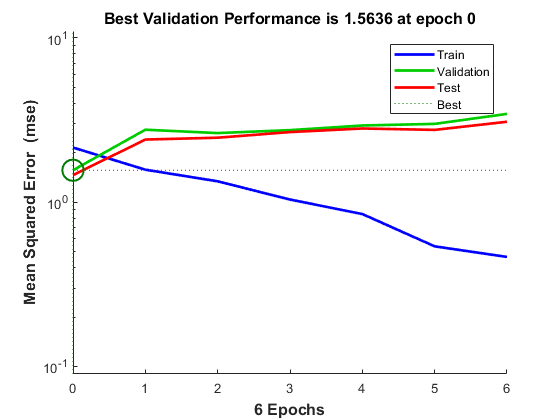 Best Validation Performance is 1.5636 at epoch 0
Mean Squared Error (mse)
10^1
10^0
10^-1
Train
Validation
Test
Best
0 1 2 3 4 5 6
6 Epochs